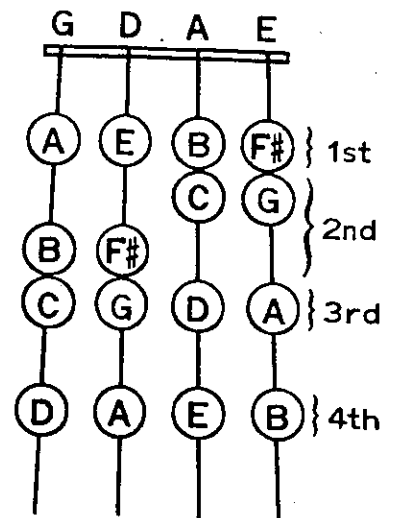 G D A E
A E B F# 1st
C G
B F# 2nd
C G D A 3rd
D A E B 4th